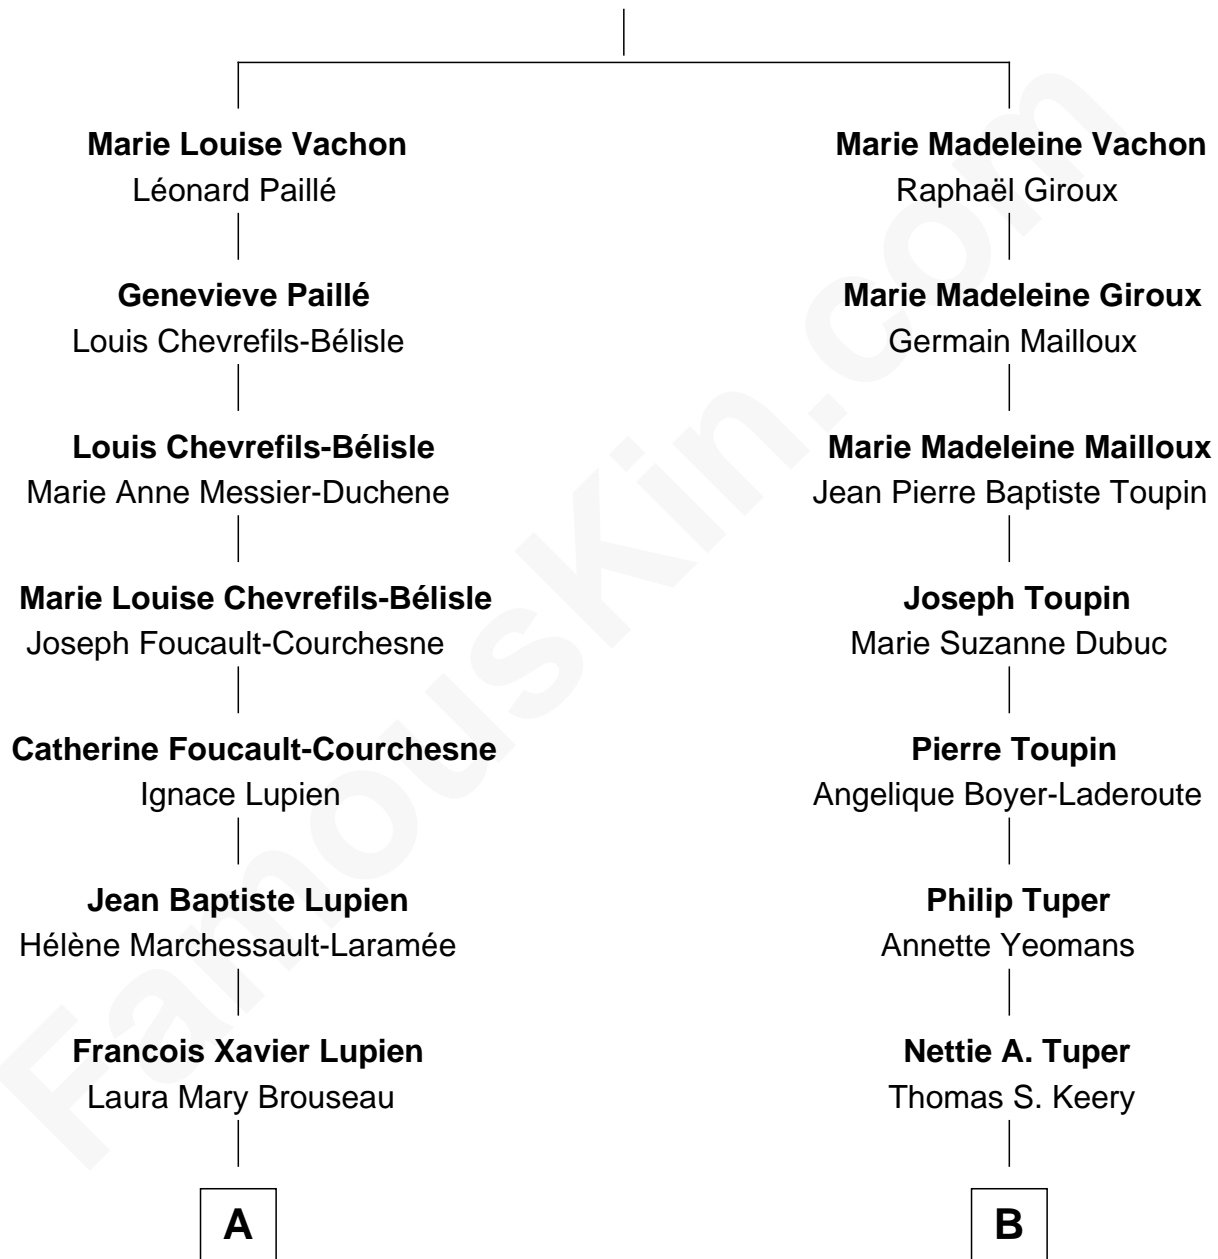 Marie Louise Vachon
Léonard Paillé
Genevieve Paillé
Louis Chevrefils-Bélisle
Louis Chevrefils-Bélisle
Marie Anne Messier-Duchene
Marie Louise Chevrefils-Bélisle
Joseph Foucault-Courchesne
Catherine Foucault-Courchesne
Ignace Lupien
Jean Baptiste Lupien
Hélène Marchessault-Laramée
Francois Xavier Lupien
Laura Mary Brouseau
A
Marie Madeleine Vachon
Raphaël Giroux
Marie Madeleine Giroux
Germain Mailloux
Marie Madeleine Mailloux
Jean Pierre Baptiste Toupin
Joseph Toupin
Marie Suzanne Dubuc
Pierre Toupin
Angelique Boyer-Laderoute
Philip Tuper
Annette Yeomans
Nettie A. Tuper
Thomas S. Keery
B
FamousKin.com